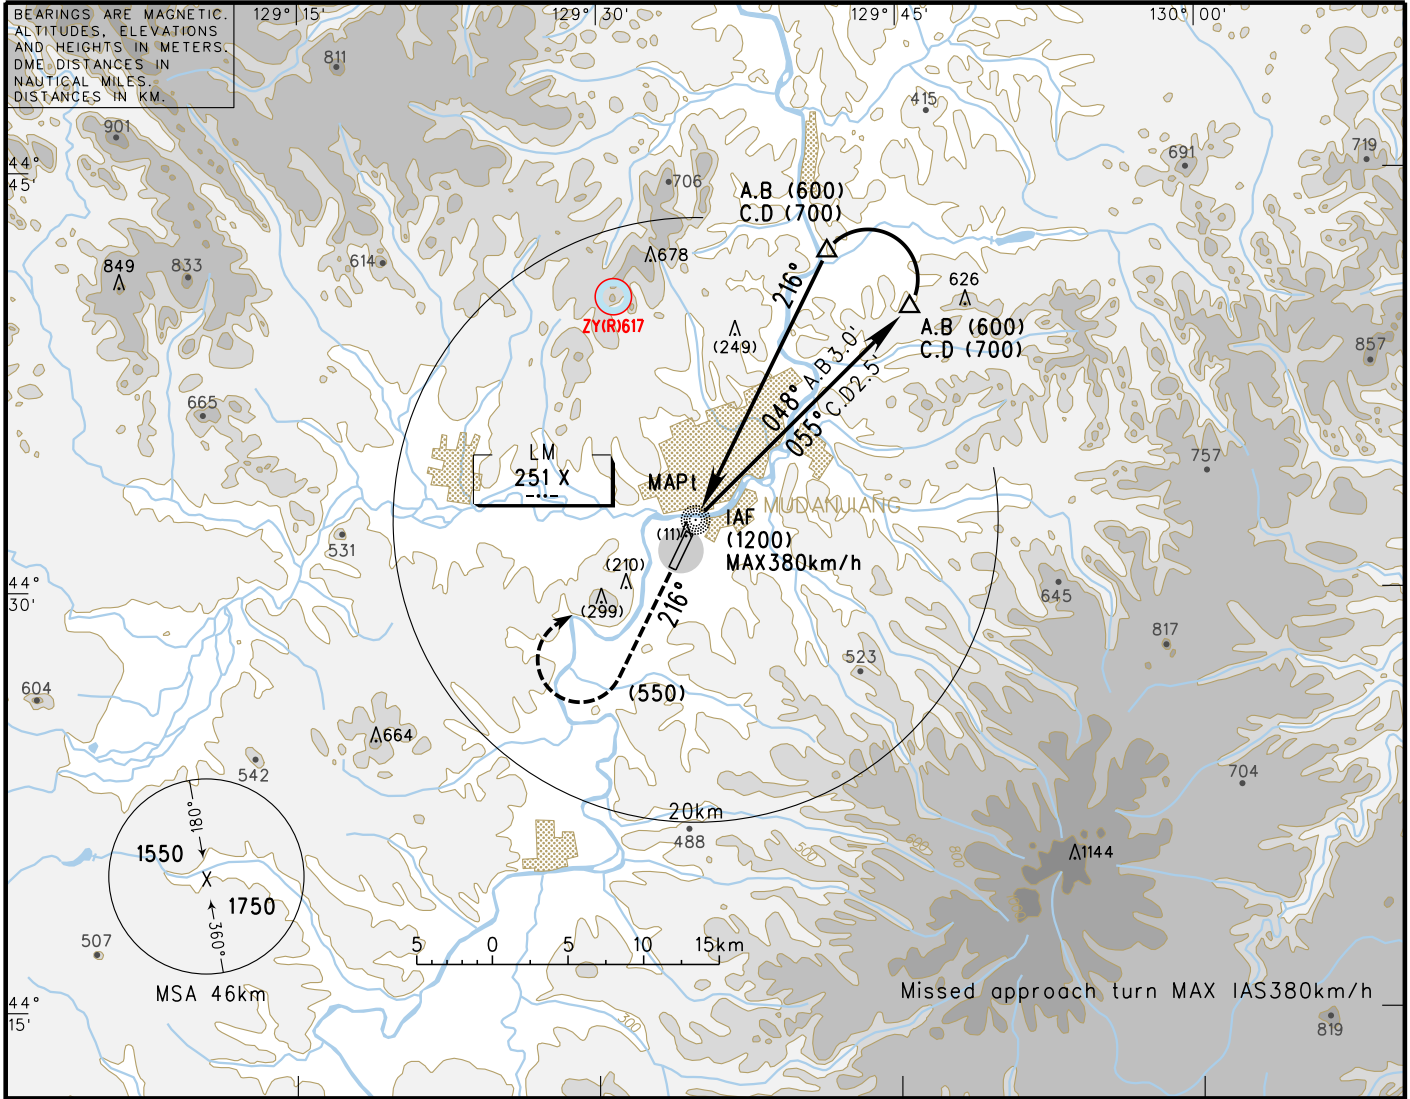 BEARINGS ARE MAGNETIC.
ALTITUDES, ELEVATIONS
AND HEIGHTS IN METERS.
DME DISTANCES IN
NAUTICAL MILES.
DISTANCES IN KM.
129° 15'
129° 30'
129° 45'
130° 00'
811
901
415
691
719
44°
45'
706
A.B (600)
C.D (700)
849
833
614
678
626
ZY(R)617
216°
(249)
A.B (600)
C.D (700)
857
048° A.B3.0'
055° C.D2.5'
665
LM
251 X
757
MAPt
MUDANJIANG
IAF
(1200)
MAX380km/h
(11)
531
(210)
(299)
44°
30'
216°
645
817
523
604
(550)
664
542
704
20km
488
500
600
800
1144
180°
1550
X
1750
360°
507
5 0 5 10 15km
MSA 46km
Missed approach turn MAX IAS380km/h
44°
15'
300
819